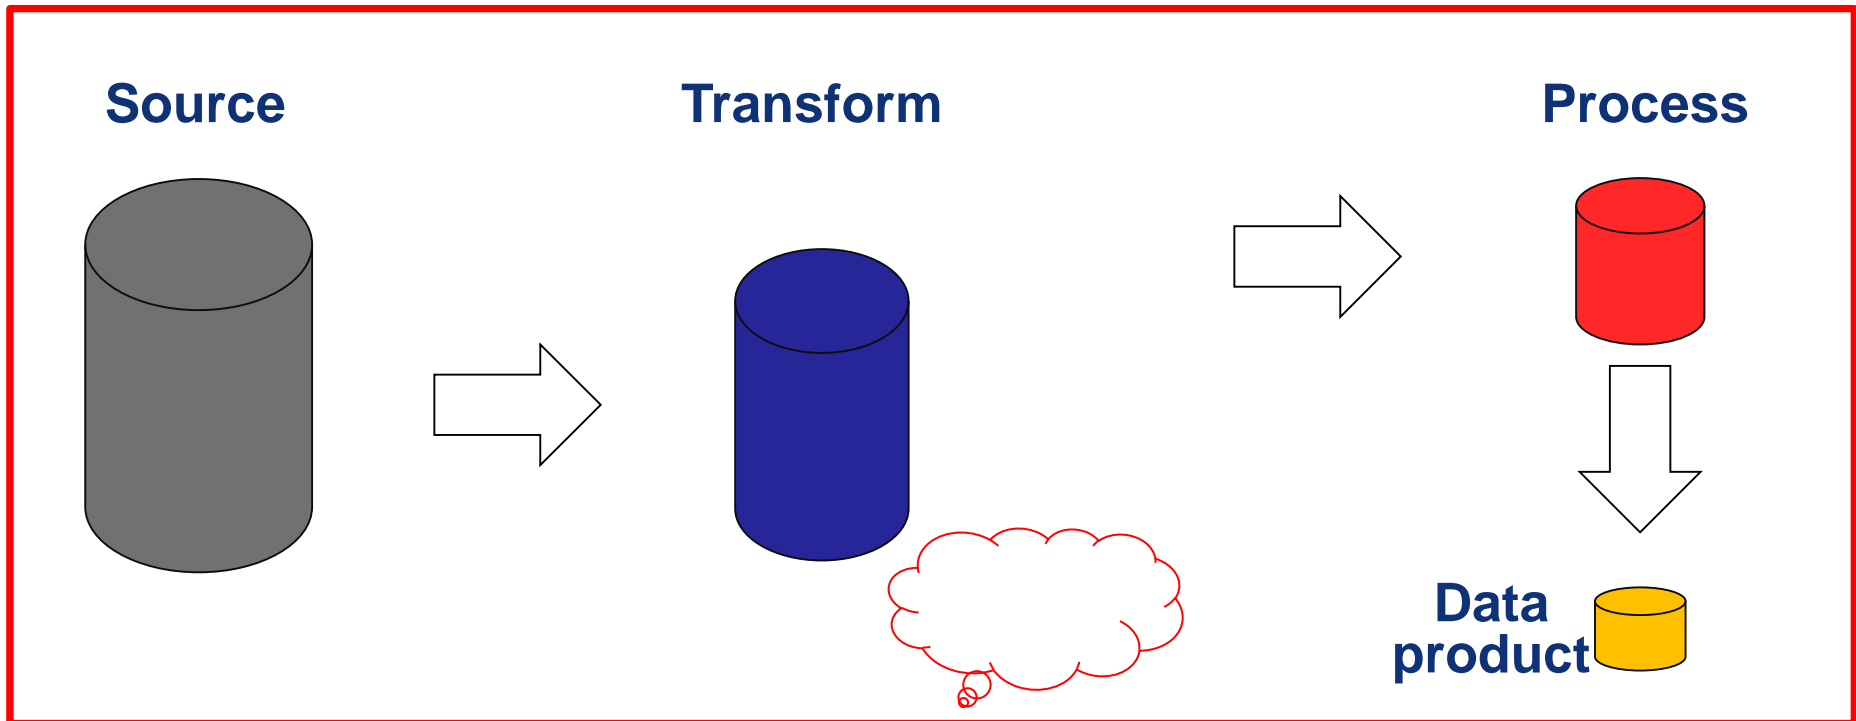 Source
Transform
Process
Data
product